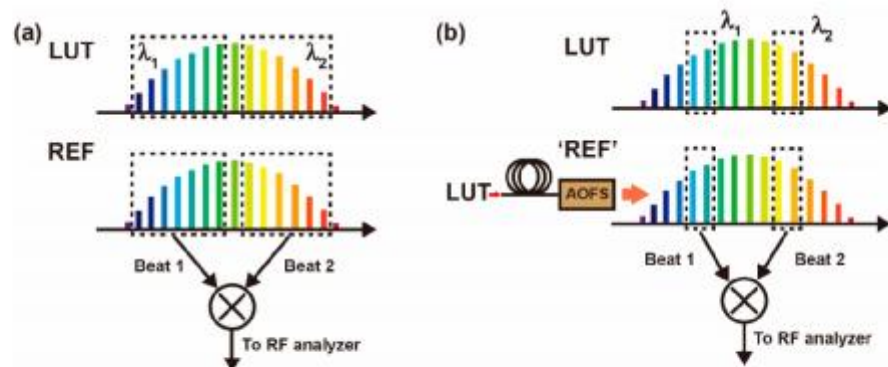 (a)
LUT
λ1
λ2
REF
Beat 1
Beat 2
To RF analyzer
(b)
LUT
λ1
λ2
'REF'
LUT
AOFS
Beat 1
Beat 2
To RF analyzer